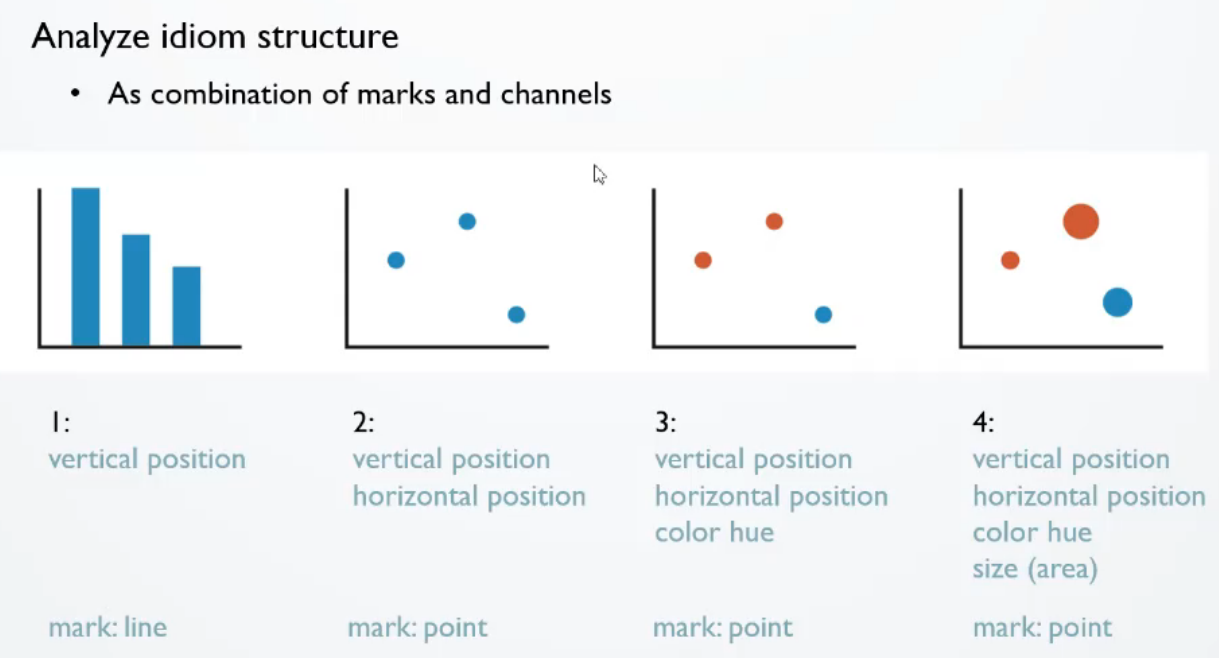 Analyze idiom structure
• As combination of marks and channels
1:
vertical position
mark: line
2:
vertical position
horizontal position
mark: point
3:
vertical position
horizontal position
color hue
mark: point
4:
vertical position
horizontal position
color hue
size (area)
mark: point